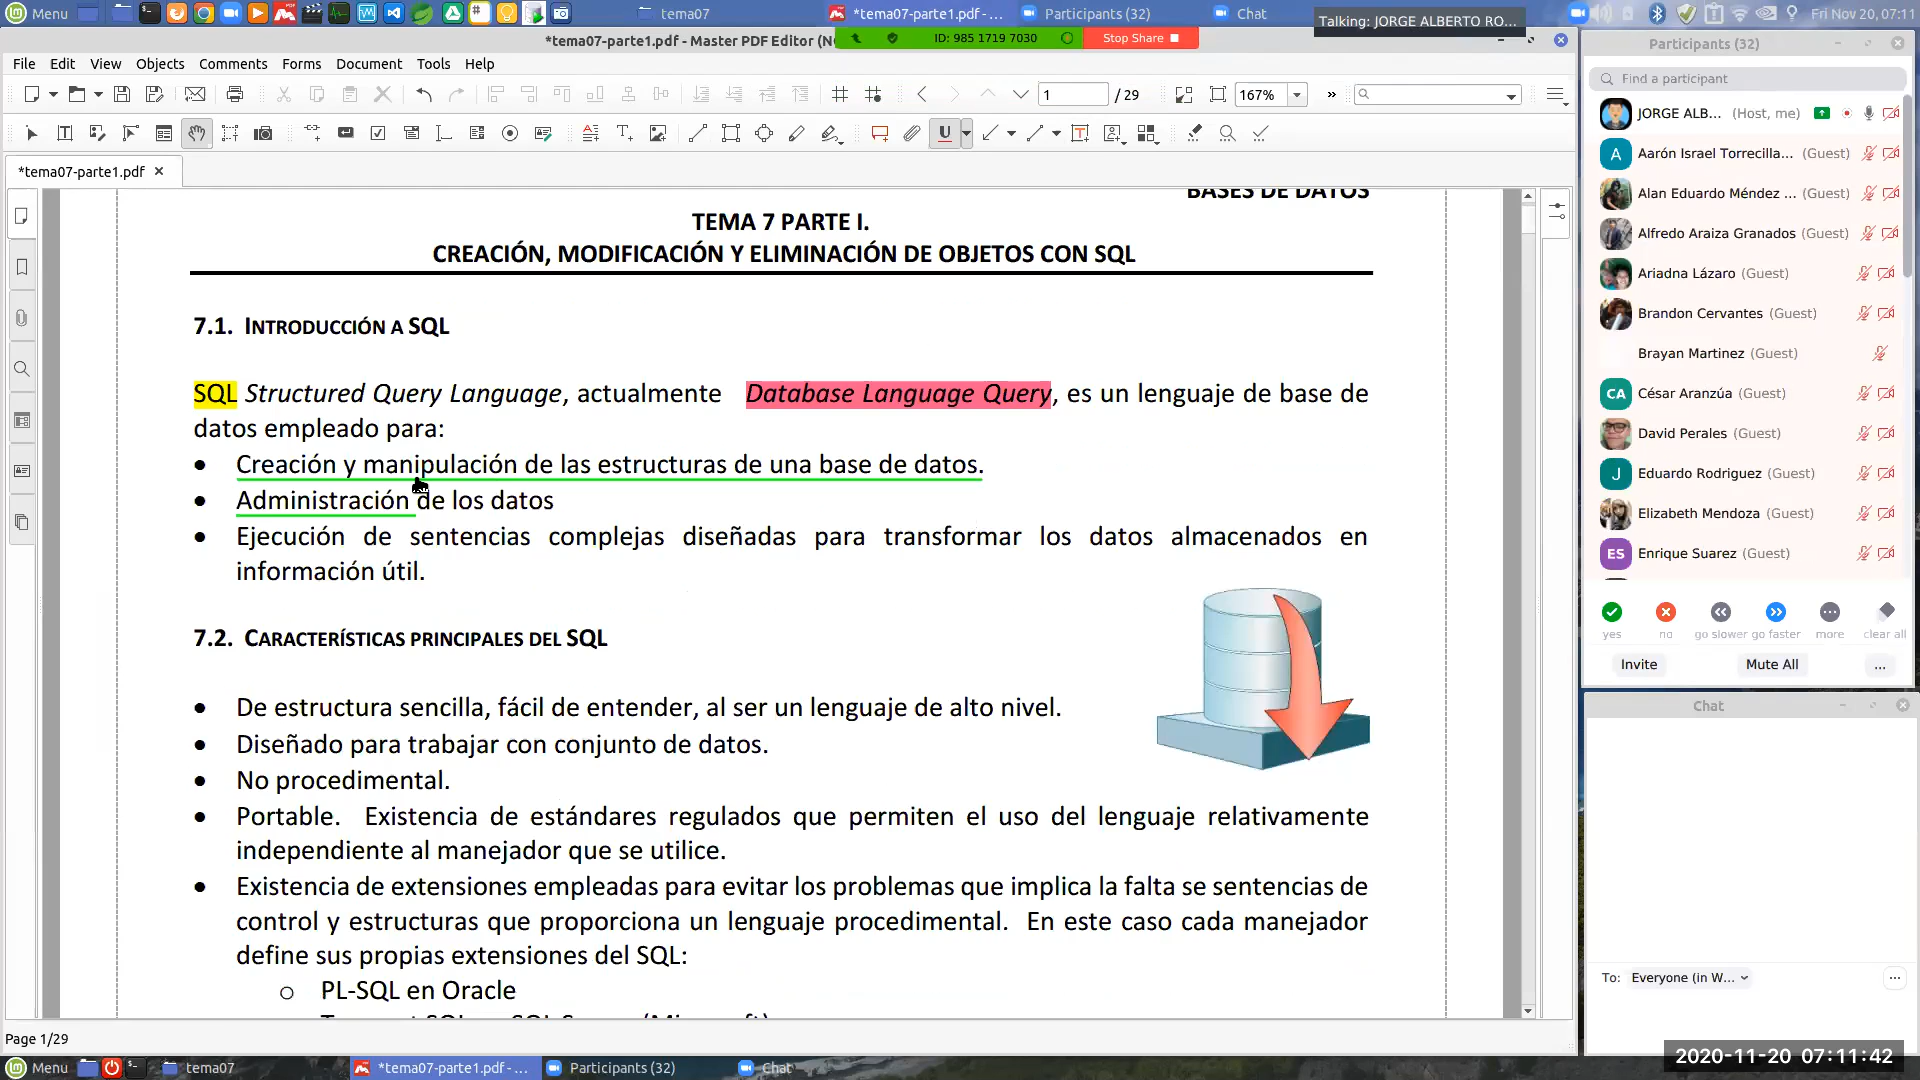 Menu
tema07
*tema07-parte1.pdf - ...
Participants (32)
Chat
Talking: JORGE ALBERTO RO...
Fri Nov 20, 07:11
*tema07-parte1.pdf - Master PDF Editor (N
ID: 985 1719 7030
Stop Share
File Edit View Objects Comments Forms Document Tools Help
1 / 29
167%
*tema07-parte1.pdf
BASES DE DATOS
TEMA 7 PARTE I.
CREACIÓN, MODIFICACIÓN Y ELIMINACIÓN DE OBJETOS CON SQL
7.1. INTRODUCCIÓN A SQL
SQL Structured Query Language, actualmente Database Language Query, es un lenguaje de base de
datos empleado para:
• Creación y manipulación de las estructuras de una base de datos.
• Administración de los datos
• Ejecución de sentencias complejas diseñadas para transformar los datos almacenados en
información útil.
7.2. CARACTERÍSTICAS PRINCIPALES DEL SQL
• De estructura sencilla, fácil de entender, al ser un lenguaje de alto nivel.
• Diseñado para trabajar con conjunto de datos.
• No procedimental.
• Portable. Existencia de estándares regulados que permiten el uso del lenguaje relativamente
independiente al manejador que se utilice.
• Existencia de extensiones empleadas para evitar los problemas que implica la falta se sentencias de
control y estructuras que proporciona un lenguaje procedimental. En este caso cada manejador
define sus propias extensiones del SQL:
o PL-SQL en Oracle
Page 1/29
Participants (32)
Find a participant
JORGE ALB... (Host, me)
A Aarón Israel Torrecilla... (Guest)
Alan Eduardo Méndez ... (Guest)
Alfredo Araiza Granados (Guest)
Ariadna Lázaro (Guest)
Brandon Cervantes (Guest)
Brayan Martinez (Guest)
CA César Aranzúa (Guest)
David Perales (Guest)
J Eduardo Rodriguez (Guest)
Elizabeth Mendoza (Guest)
ES Enrique Suarez (Guest)
yes no go slower go faster more clear all
Invite Mute All ...
Chat
To: Everyone (in W...
2020-11-20 07:11:42
Menu
tema07
*tema07-parte1.pdf - ...
Participants (32)
Chat